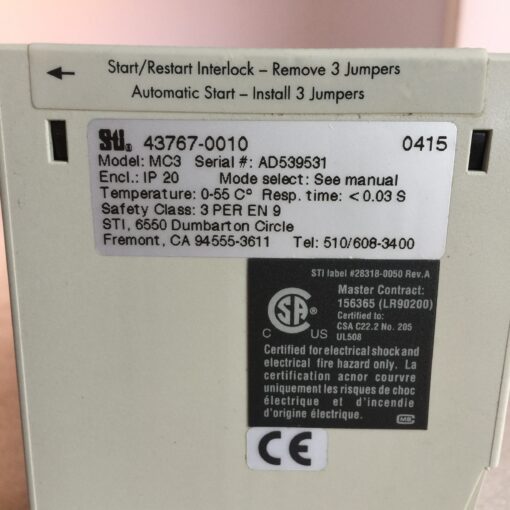 Start/Restart Interlock – Remove 3 Jumpers
Automatic Start – Install 3 Jumpers
STI® 43767-0010 0415
Model: MC3 Serial #: AD539531
Encl.: IP 20 Mode select: See manual
Temperature: 0-55 C° Resp. time: < 0.03 S
Safety Class: 3 PER EN 9
STI, 6550 Dumbarton Circle
Fremont, CA 94555-3611 Tel: 510/608-3400
STI label #28318-0050 Rev.A
Master Contract:
156365 (LR90200)
Certified to:
CSA C22.2 No. 205
UL508
CSA
C US
Certified for electrical shock and
electrical fire hazard only. La
certification acnor courvre
uniquement les risques de choc
électrique et d'incendie
d'origine électrique.
CE